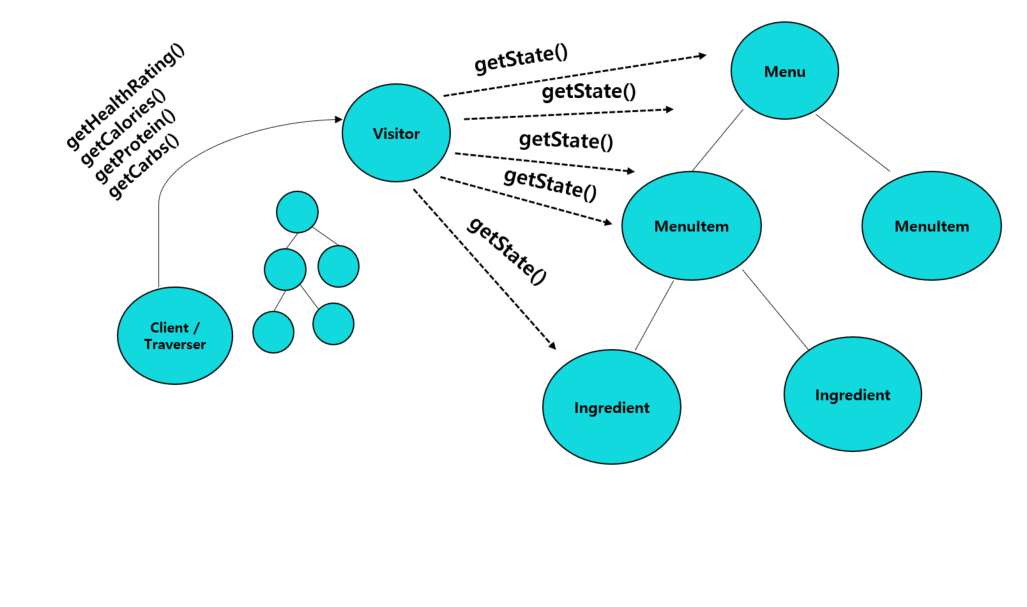 getHealthRating()
getCalories()
getProtein()
getCarbs()
Visitor
getState()
getState()
getState()
getState()
getState()
Menu
MenuItem
MenuItem
Client /
Traverser
Ingredient
Ingredient